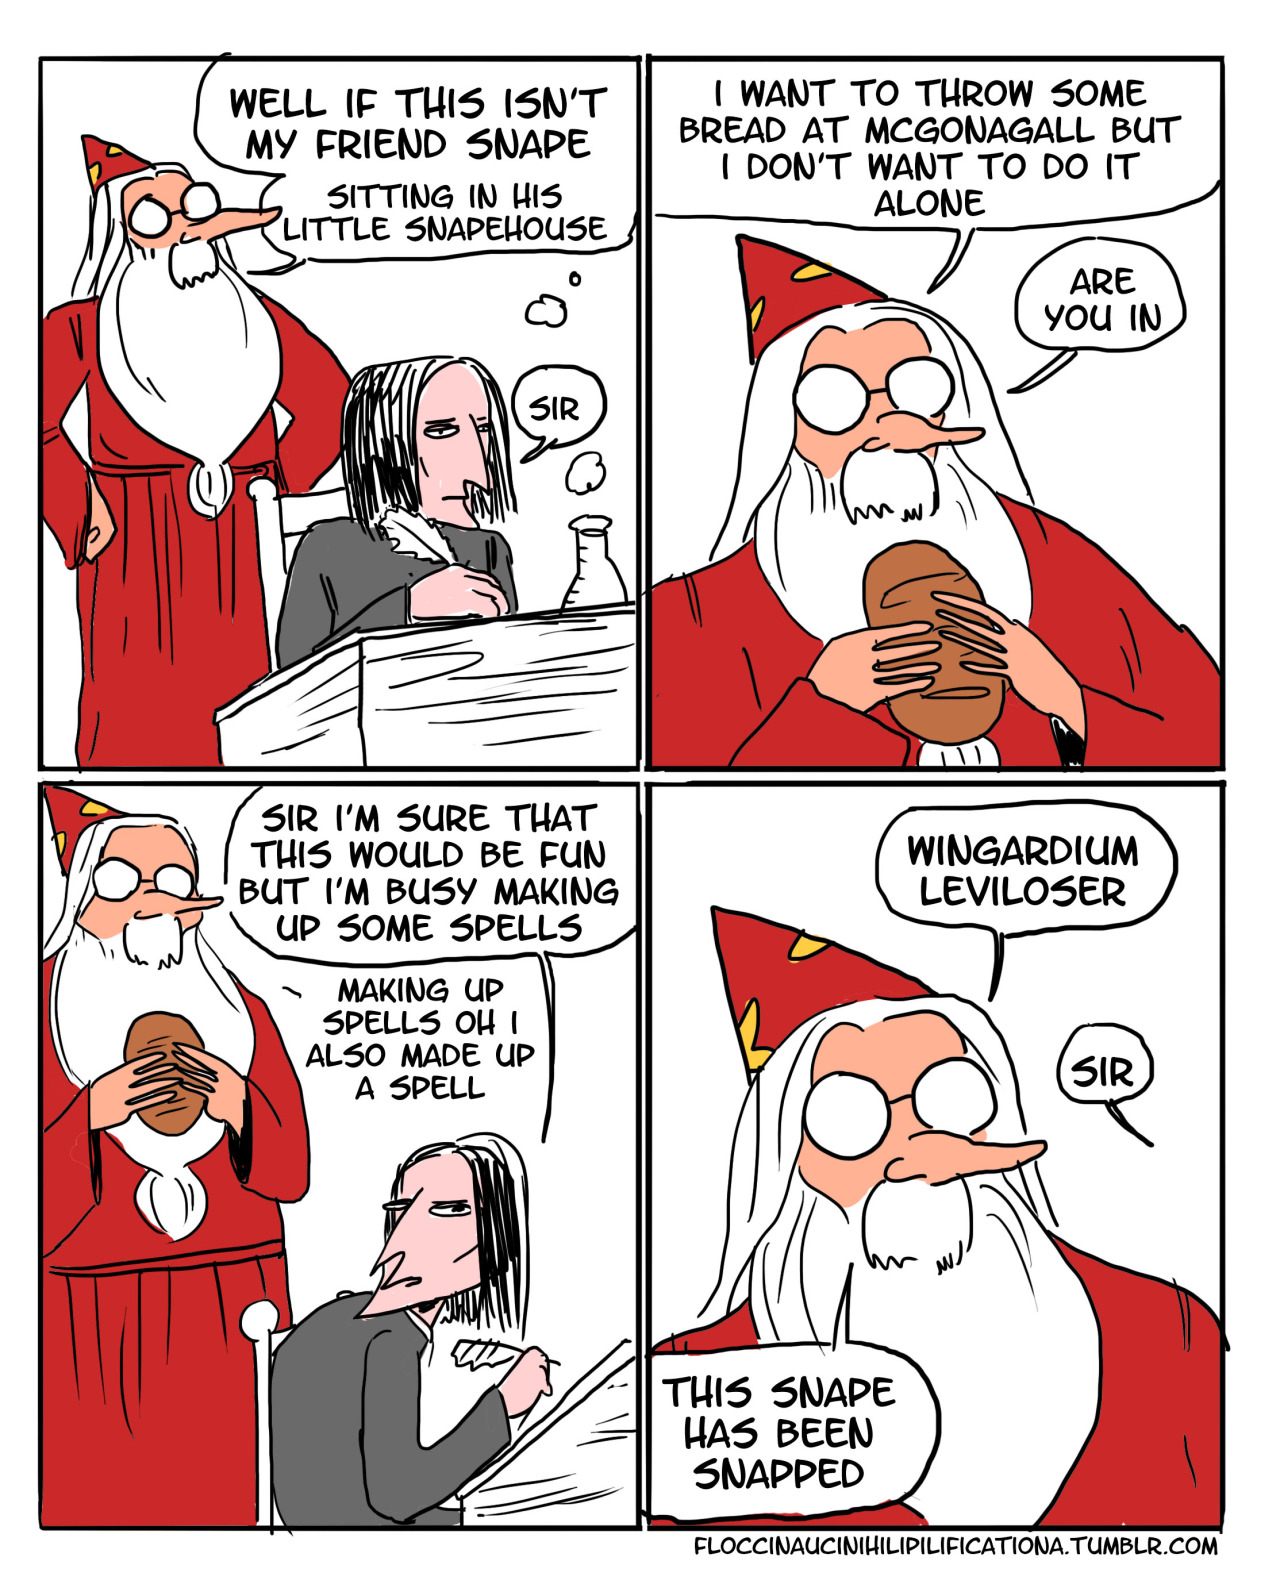 WELL IF THIS ISN'T
MY FRIEND SNAPE
SITTING IN HIS
LITTLE SNAPEHOUSE
SIR
I WANT TO THROW SOME
BREAD AT MCGONAGALL BUT
I DON'T WANT TO DO IT
ALONE
ARE
YOU IN
SIR I'M SURE THAT
THIS WOULD BE FUN
BUT I'M BUSY MAKING
UP SOME SPELLS
MAKING UP
SPELLS OH I
ALSO MADE UP
A SPELL
WINGARDIUM
LEVILOSER
SIR
THIS SNAPE
HAS BEEN
SNAPPED
FLOCCINAUCINIHILIPILIFICATIONA.TUMBLR.COM